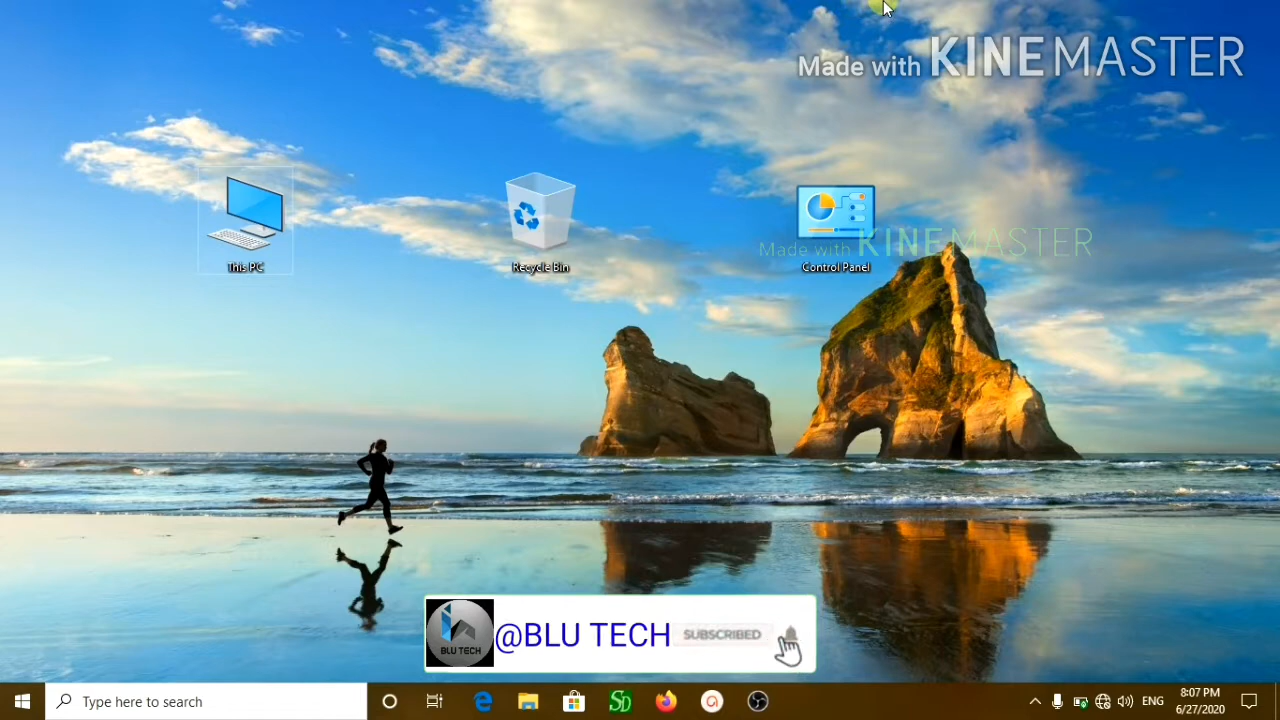 Made with KINEMASTER
Made with KINEMASTER
This PC
Recycle Bin
Control Panel
BLU TECH
@BLU TECH
SUBSCRIBED
Type here to search
SD
ENG
8:07 PM
6/27/2020